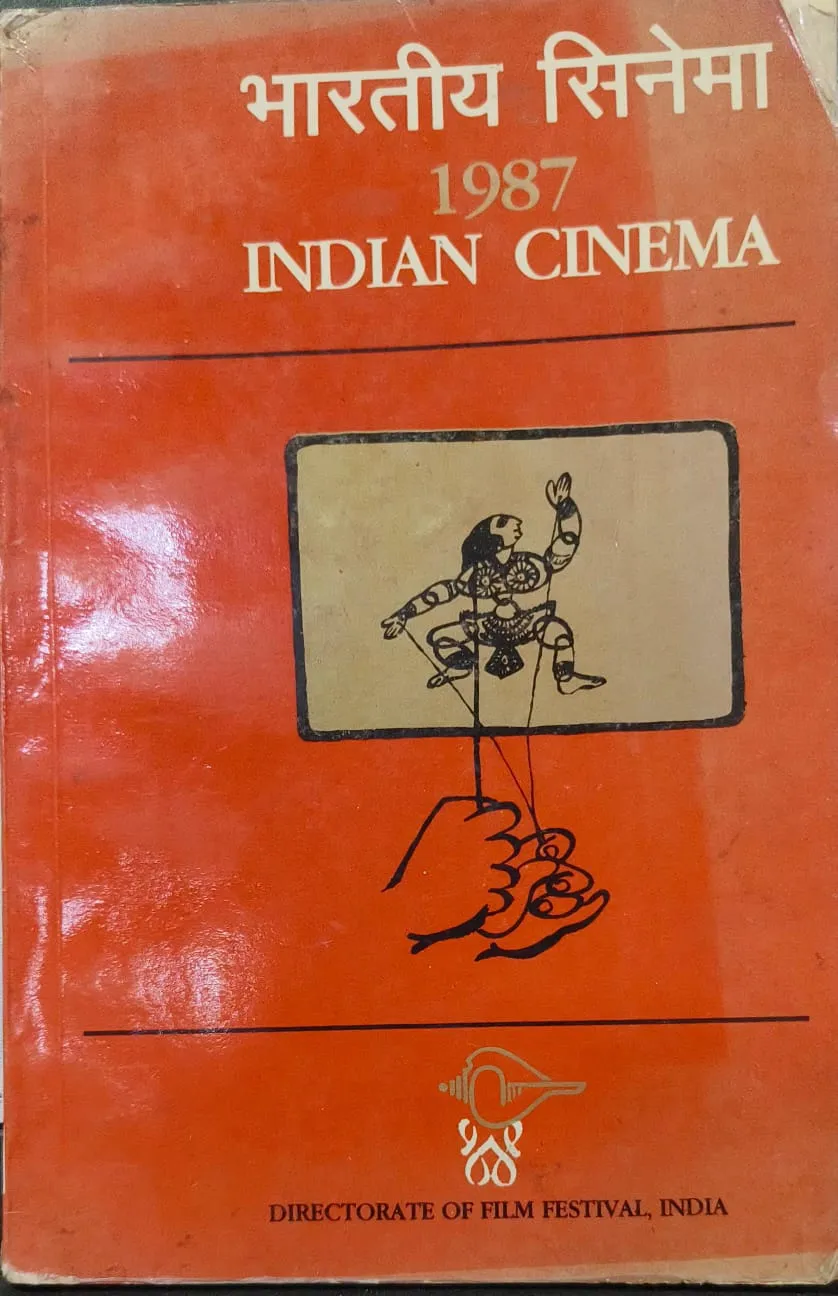 भारतीय सिनेमा
1987
INDIAN CINEMA
DIRECTORATE OF FILM FESTIVAL, INDIA